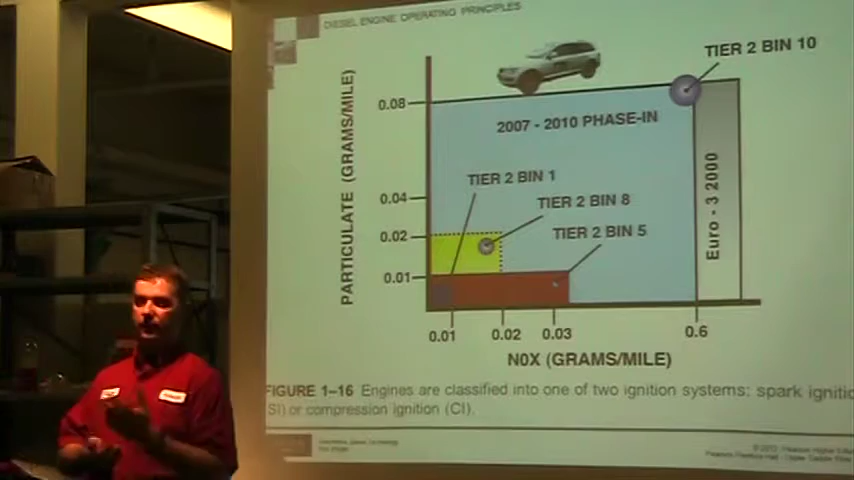 DIESEL ENGINE OPERATING PRINCIPLES
TIER 2 BIN 10
0.08
2007 - 2010 PHASE-IN
PARTICULATE (GRAMS/MILE)
TIER 2 BIN 1
0.04
TIER 2 BIN 8
0.02
TIER 2 BIN 5
Euro - 3 2000
0.01
0.01 0.02 0.03 0.6
N0X (GRAMS/MILE)
FIGURE 1–16 Engines are classified into one of two ignition systems: spark
SI) or compression ignition (CI).